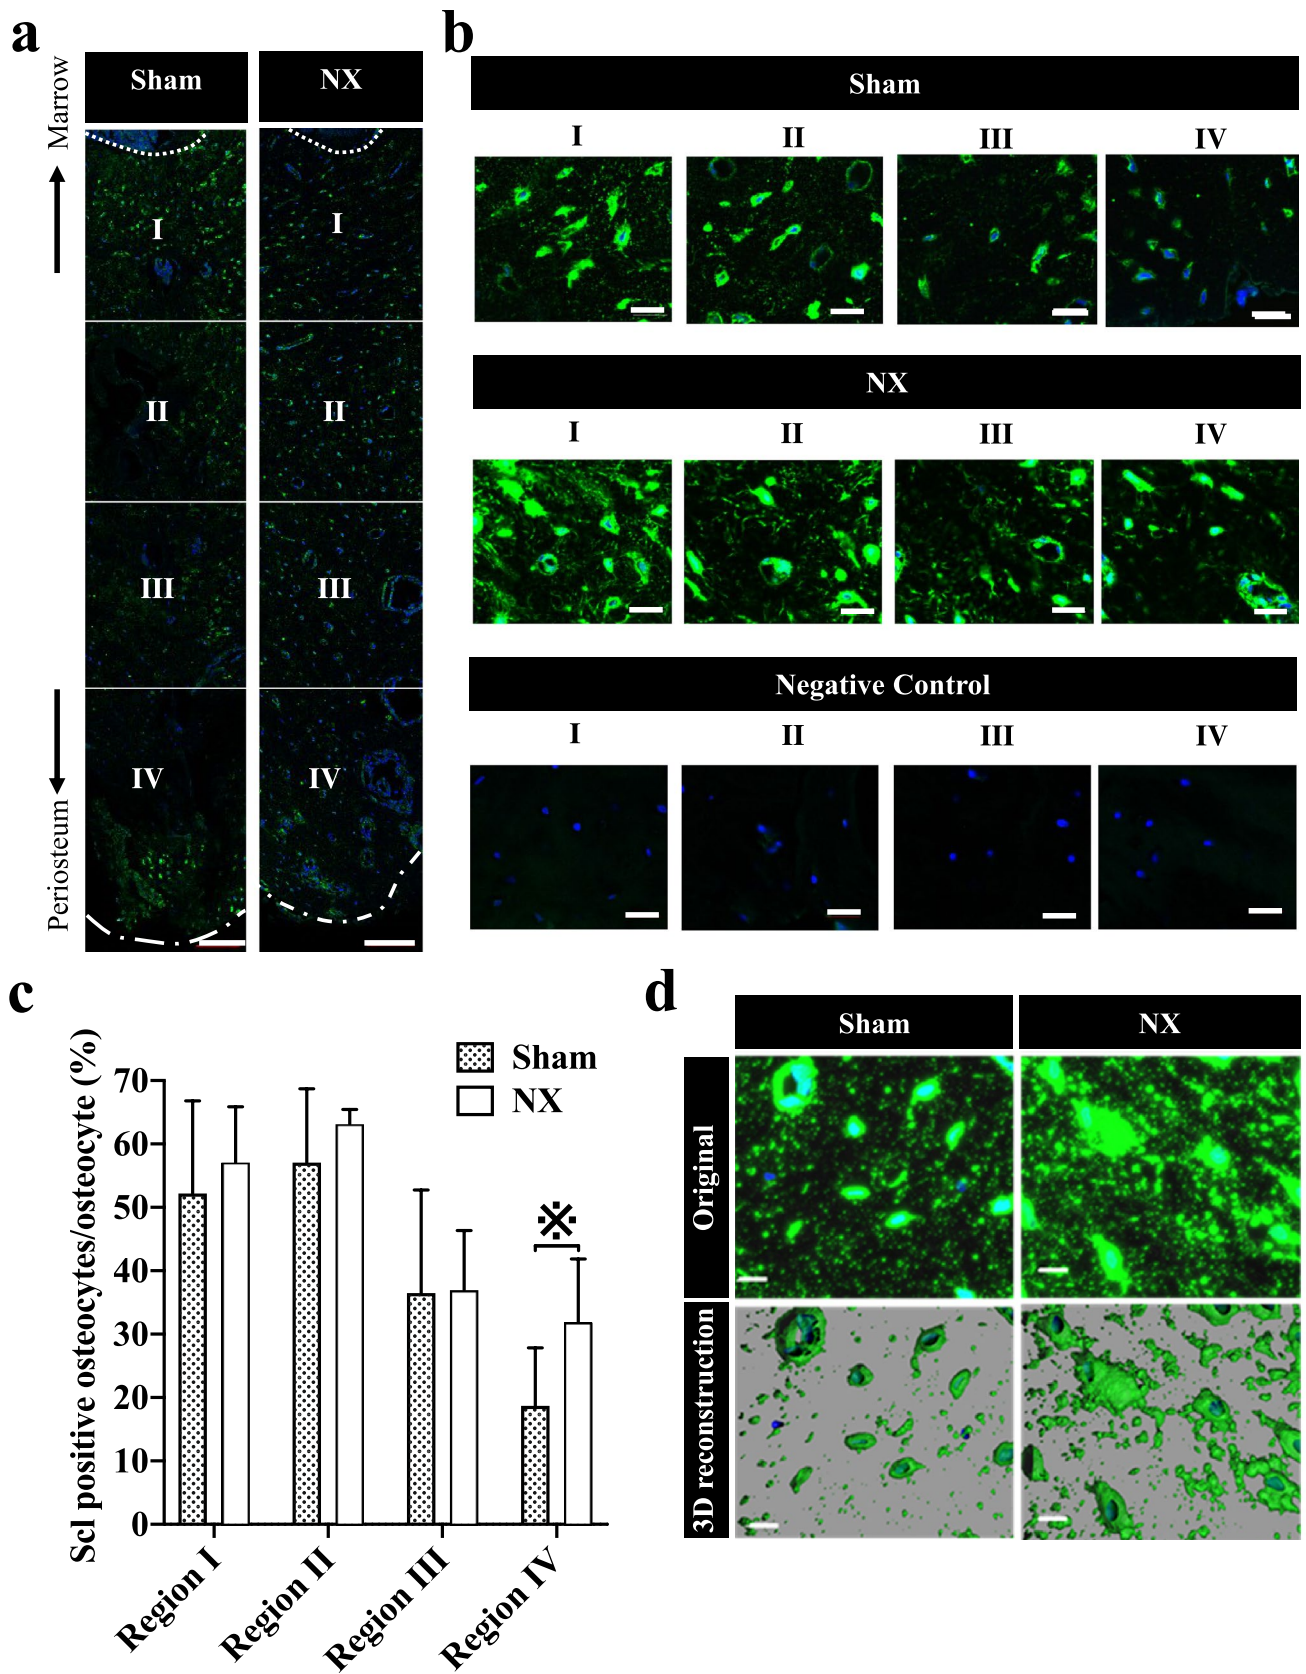 a
Sham
NX
Marrow
I
I
II
II
III
III
IV
IV
Periosteum
b
Sham
I
II
III
IV
NX
I
II
III
IV
Negative Control
I
II
III
IV
c
Scl positive osteocytes/osteocyte (%)
70
60
50
40
30
20
10
0
Sham
NX
※
Region I
Region II
Region III
Region IV
d
Sham
NX
Original
3D reconstruction